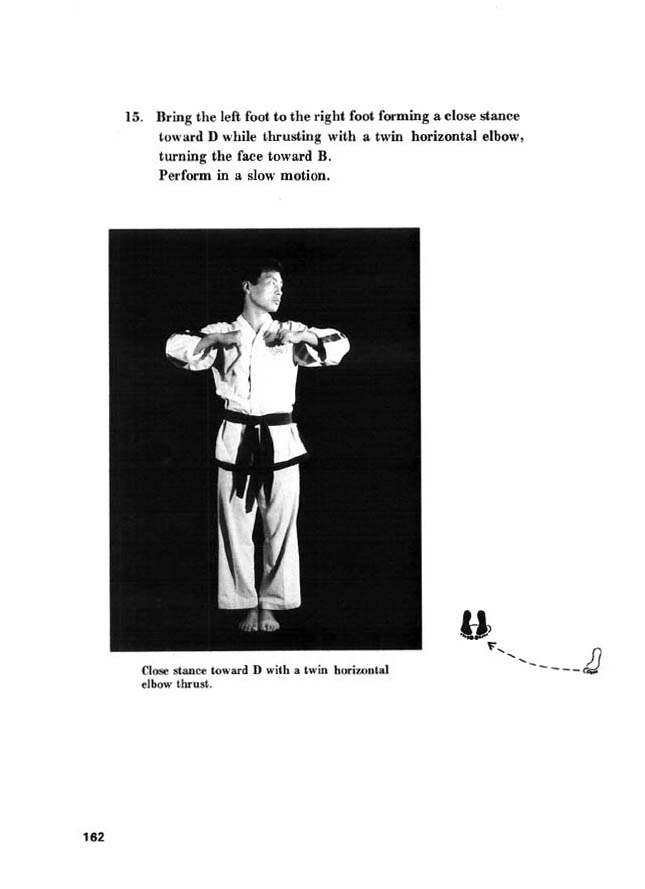 15. Bring the left foot to the right foot forming a close stance
toward D while thrusting with a twin horizontal elbow,
turning the face toward B.
Perform in a slow motion.
Close stance toward D with a twin horizontal
elbow thrust.
162